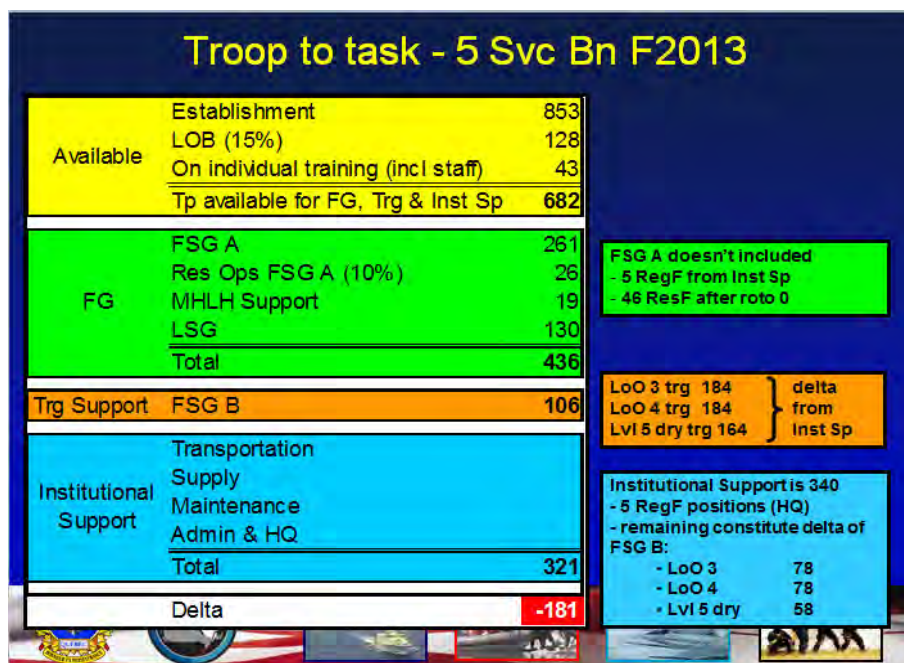 Troop to task - 5 Svc Bn F2013
Available
Establishment 853
LOB (15%) 128
On individual training (incl staff) 43
Tp available for FG, Trg & Inst Sp 682
FG
FSG A 261
Res Ops FSG A (10%) 26
MHLH Support 19
LSG 130
Total 436
FSG A doesn't included
- 5 RegF from Inst Sp
- 46 ResF after roto 0
Trg Support FSG B 106
LoO 3 trg 184
LoO 4 trg 184
Lvl 5 dry trg 164
} delta
from
Inst Sp
Institutional
Support
Transportation
Supply
Maintenance
Admin & HQ
Total 321
Institutional Support is 340
- 5 RegF positions (HQ)
- remaining constitute delta of
FSG B:
- LoO 3 78
- LoO 4 78
- Lvl 5 dry 58
Delta -181